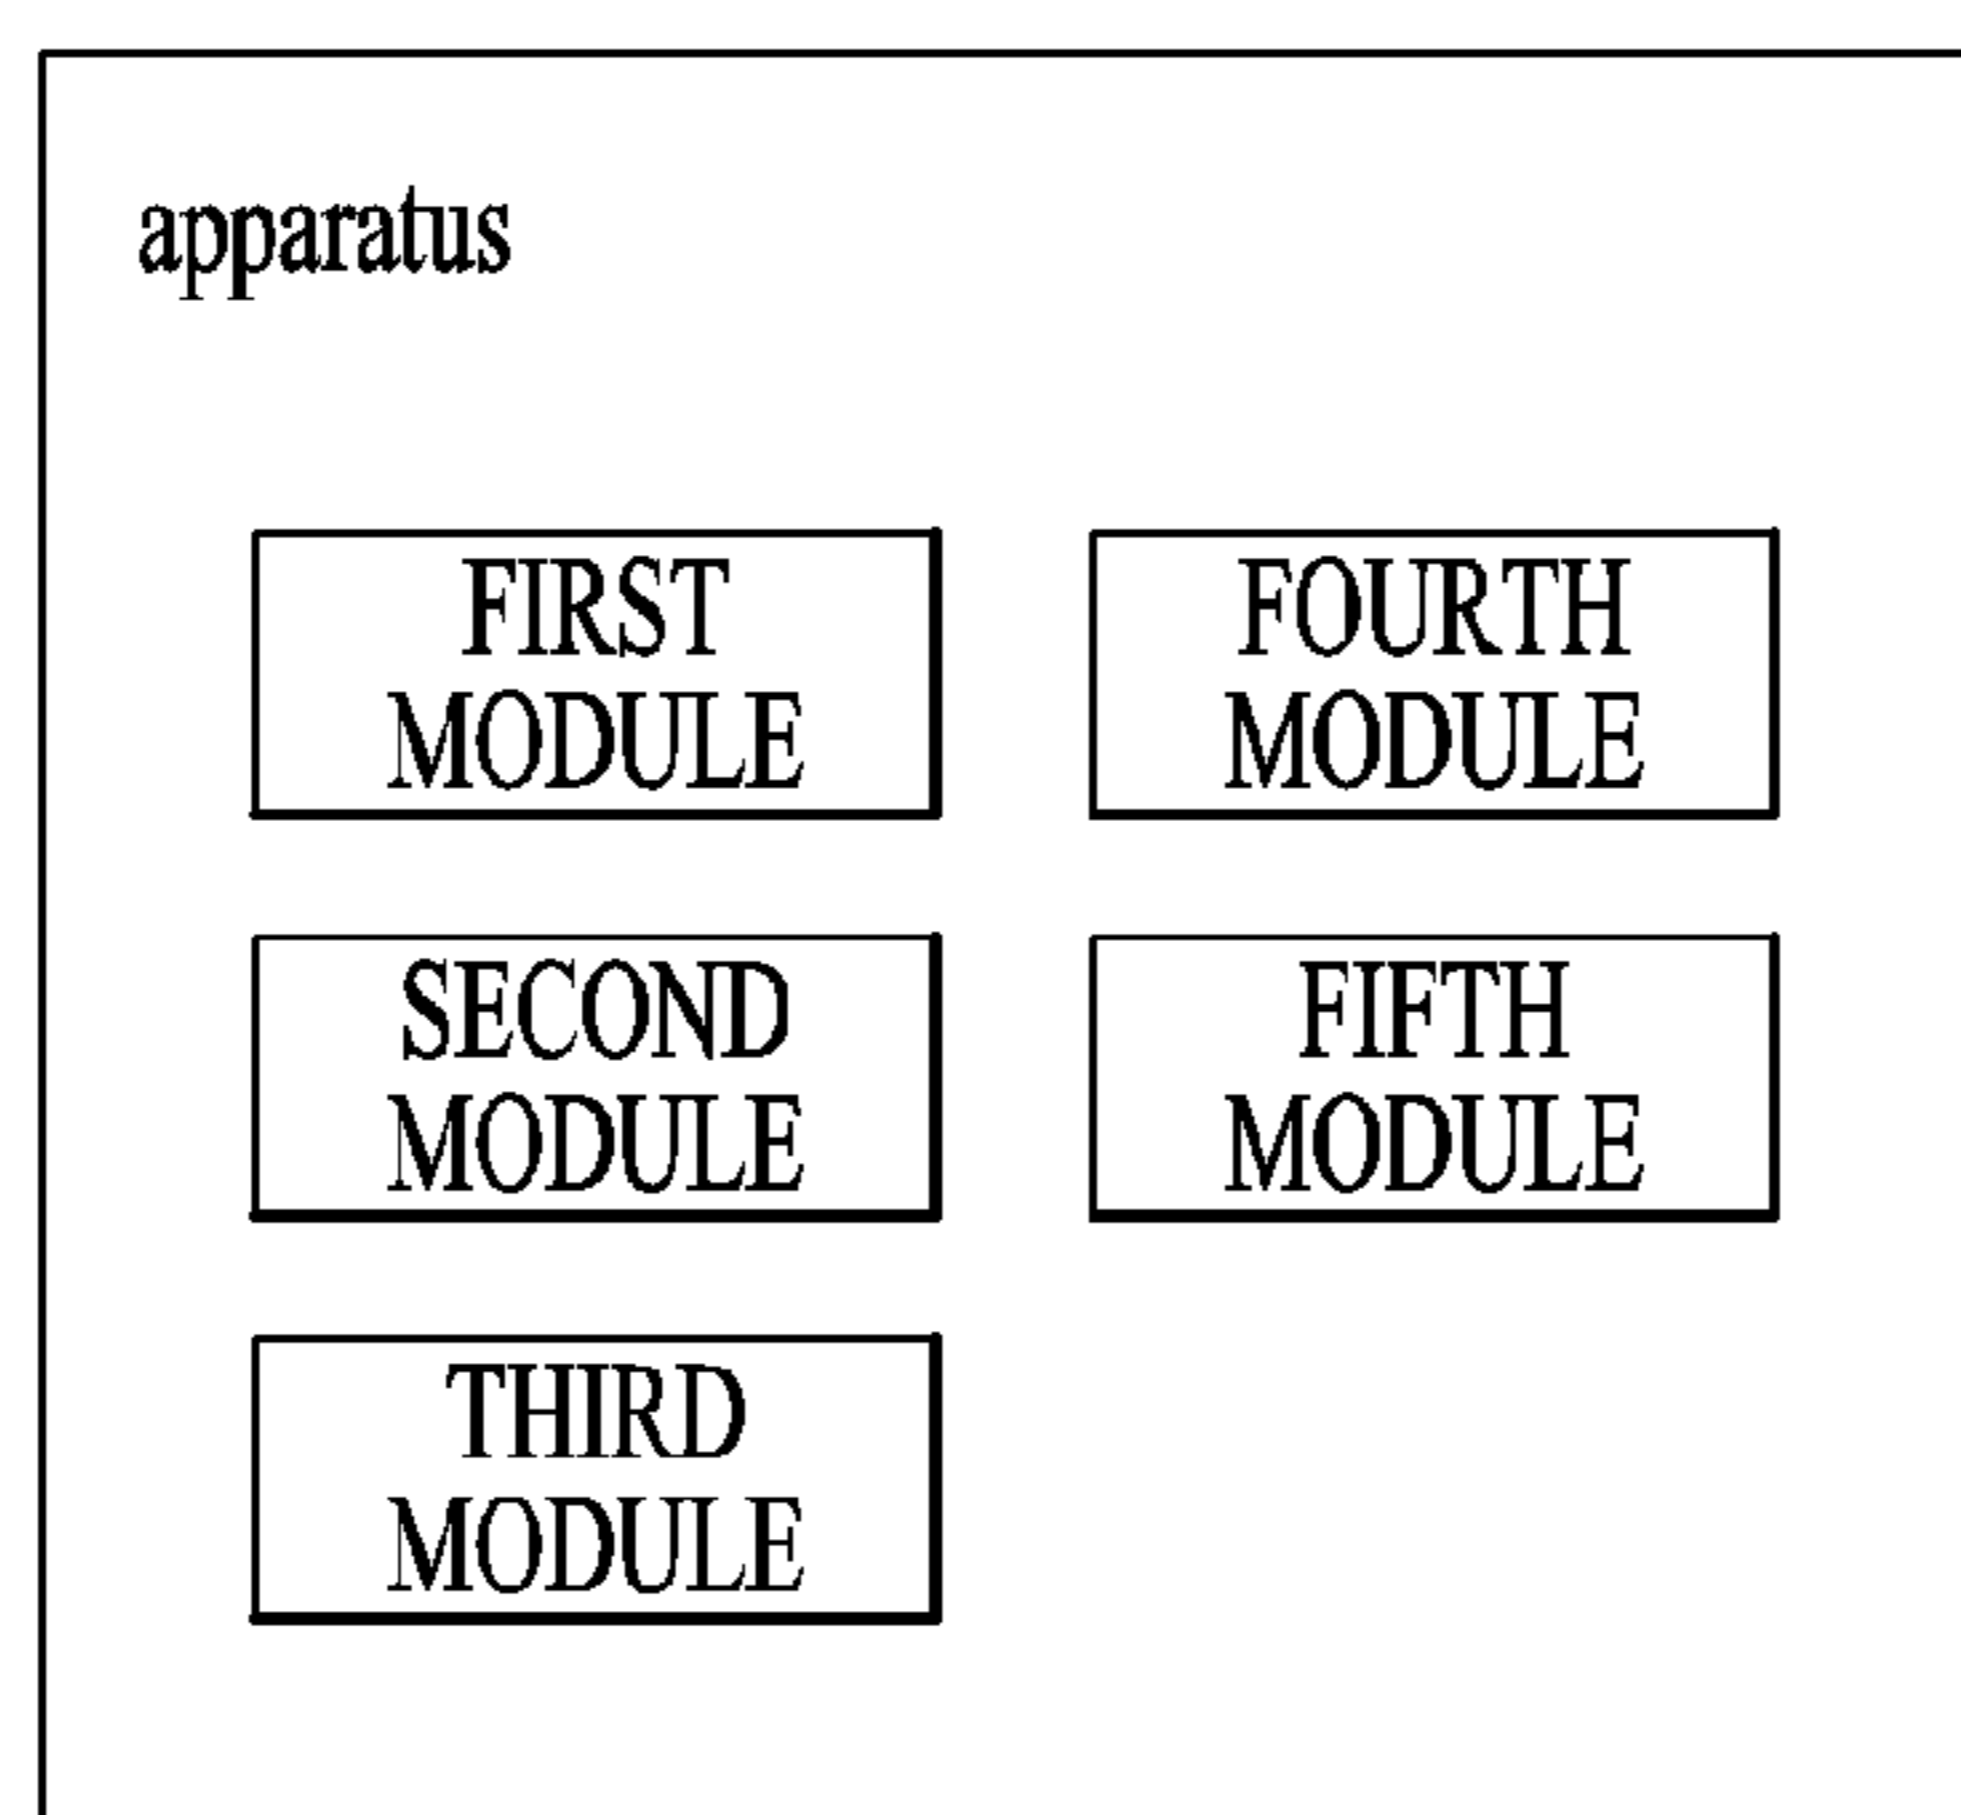 apparatus
FIRST
MODULE
FOURTH
MODULE
SECOND
MODULE
FIFTH
MODULE
THIRD
MODULE